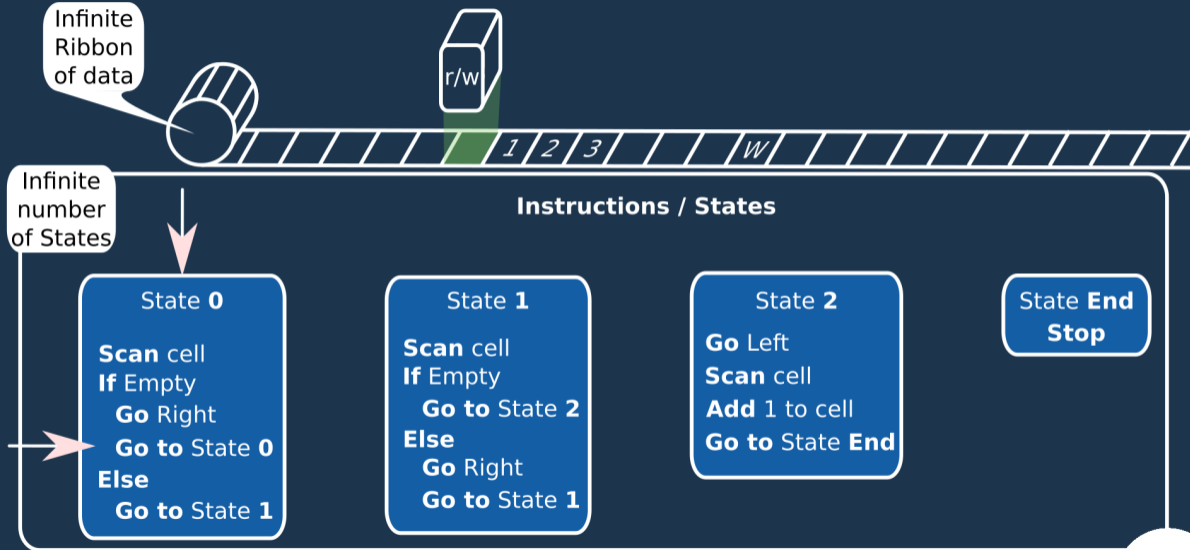 Infinite
Ribbon
of data
r/w
1 2 3 W
Infinite
number
of States
Instructions / States
State 0
Scan cell
If Empty
Go Right
Go to State 0
Else
Go to State 1
State 1
Scan cell
If Empty
Go to State 2
Else
Go Right
Go to State 1
State 2
Go Left
Scan cell
Add 1 to cell
Go to State End
State End
Stop